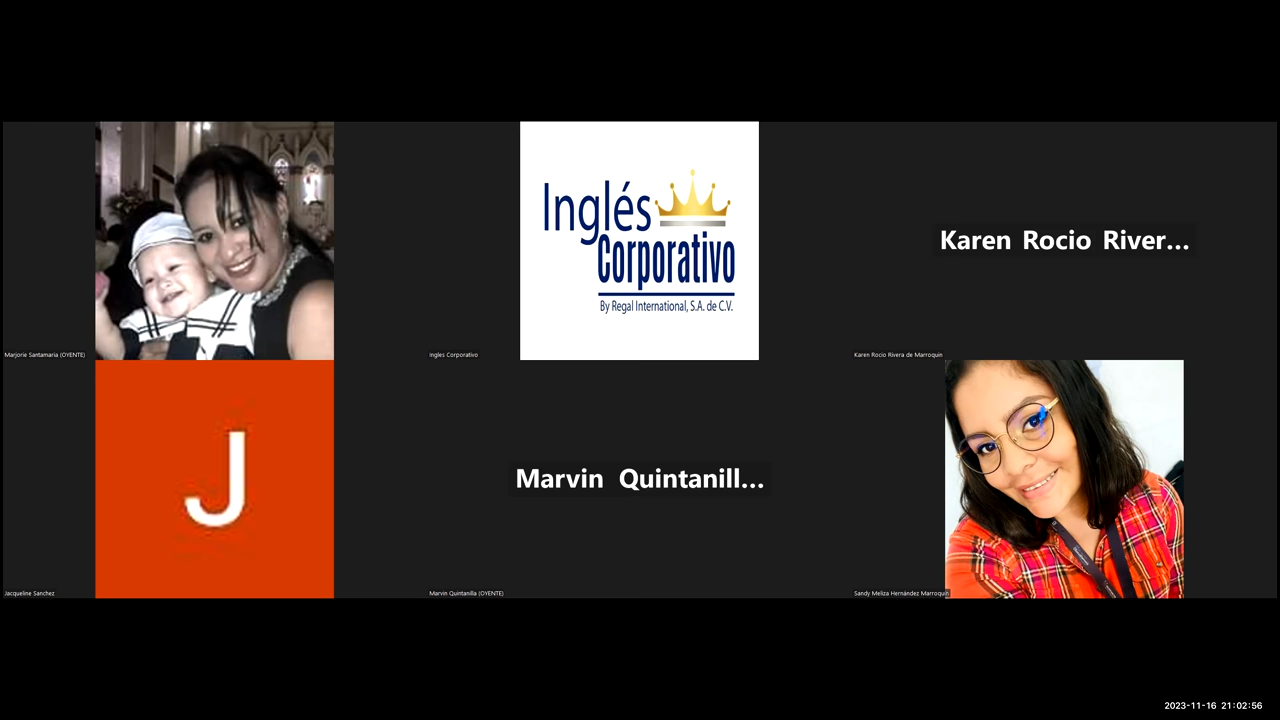 Inglés
Corporativo
By Regal International, S.A. de C.V.
Karen Rocio River...
Marjorie Santamaria (OYENTE)
Ingles Corporativo
Karen Rocio Rivera de Marroquin
J
Marvin Quintanill...
Jacqueline Sanchez
Marvin Quintanilla (OYENTE)
Sandy Meliza Hernández Marroquin
2023-11-16 21:02:56